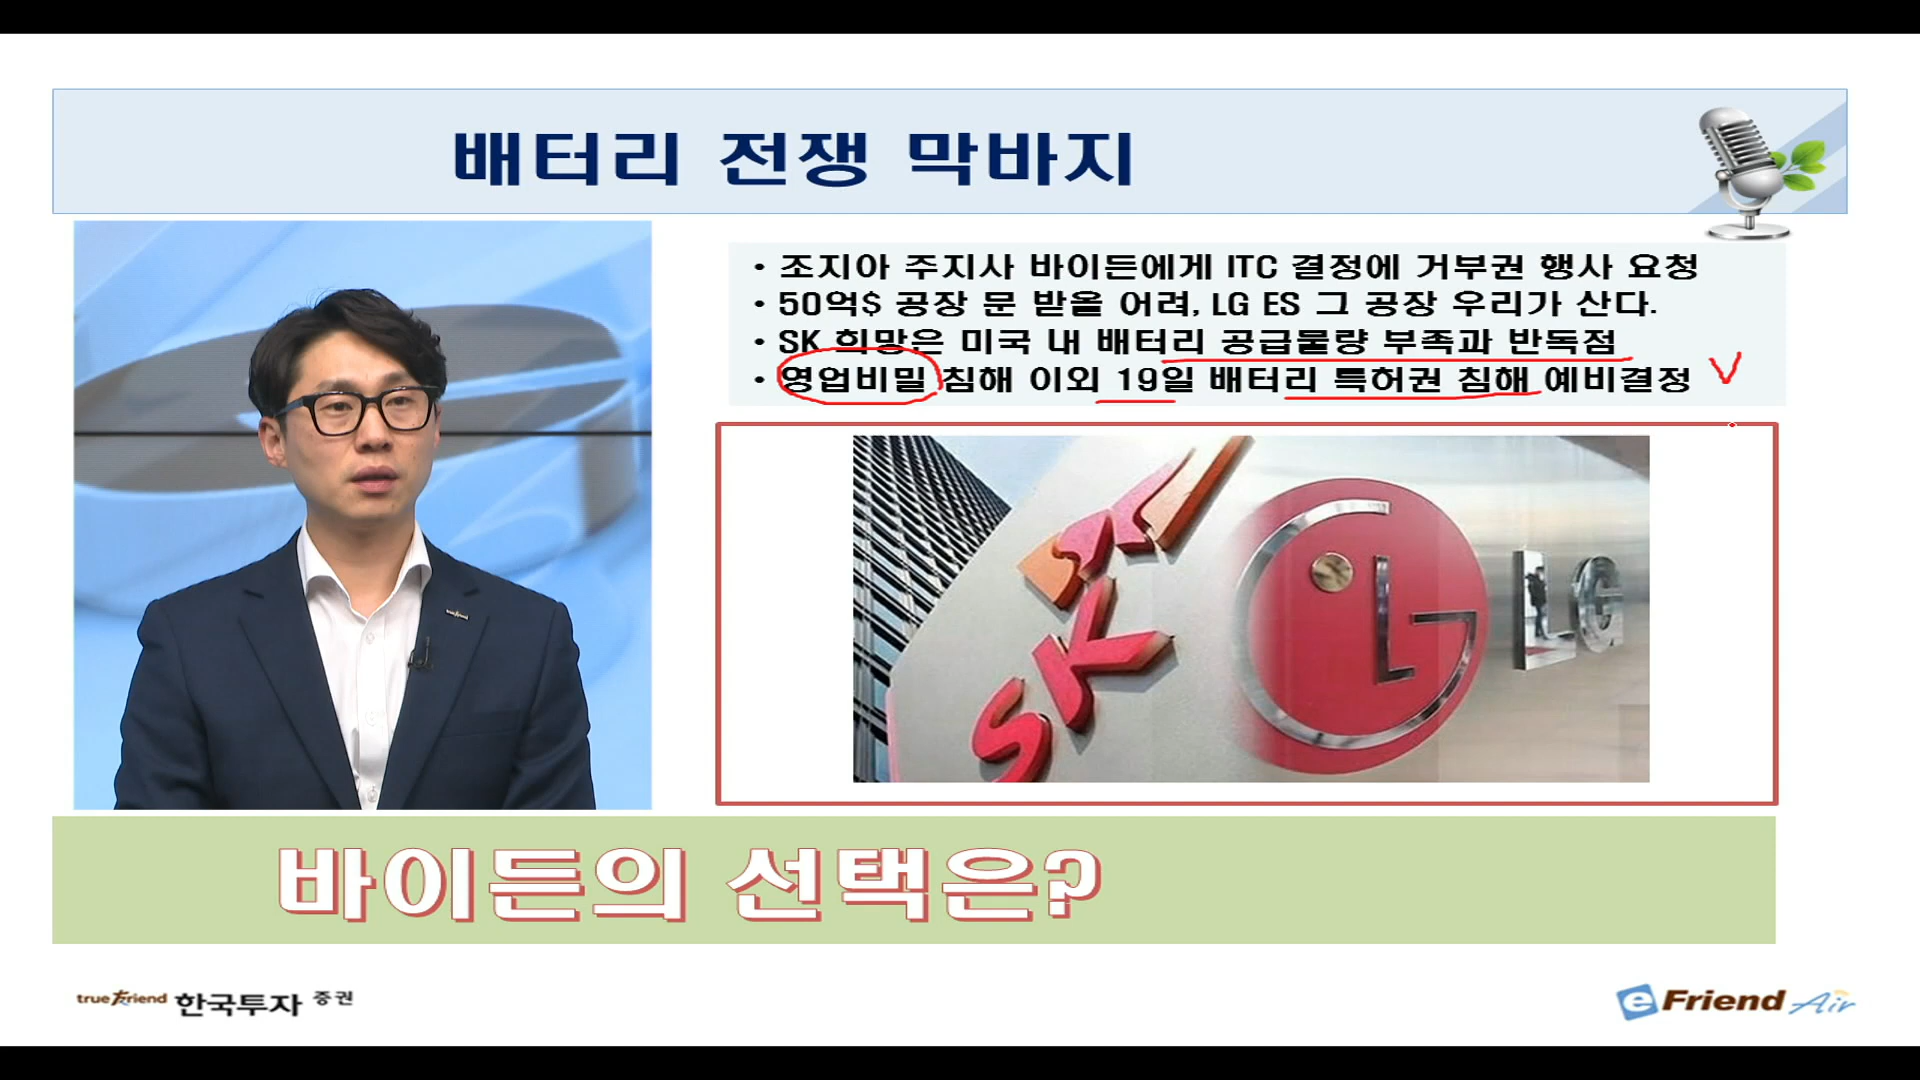 배터리 전쟁 막바지
• 조지아 주지사 바이든에게 ITC 결정에 거부권 행사 요청
• 50억$ 공장 문 받을 어려, LG ES 그 공장 우리가 산다.
• SK 희망은 미국 내 배터리 공급물량 부족과 반독점
• 영업비밀 침해 이외 19일 배터리 특허권 침해 예비결정
SK
LG
LG
바이든의 선택은?
true friend 한국투자 증권
e Friend Air